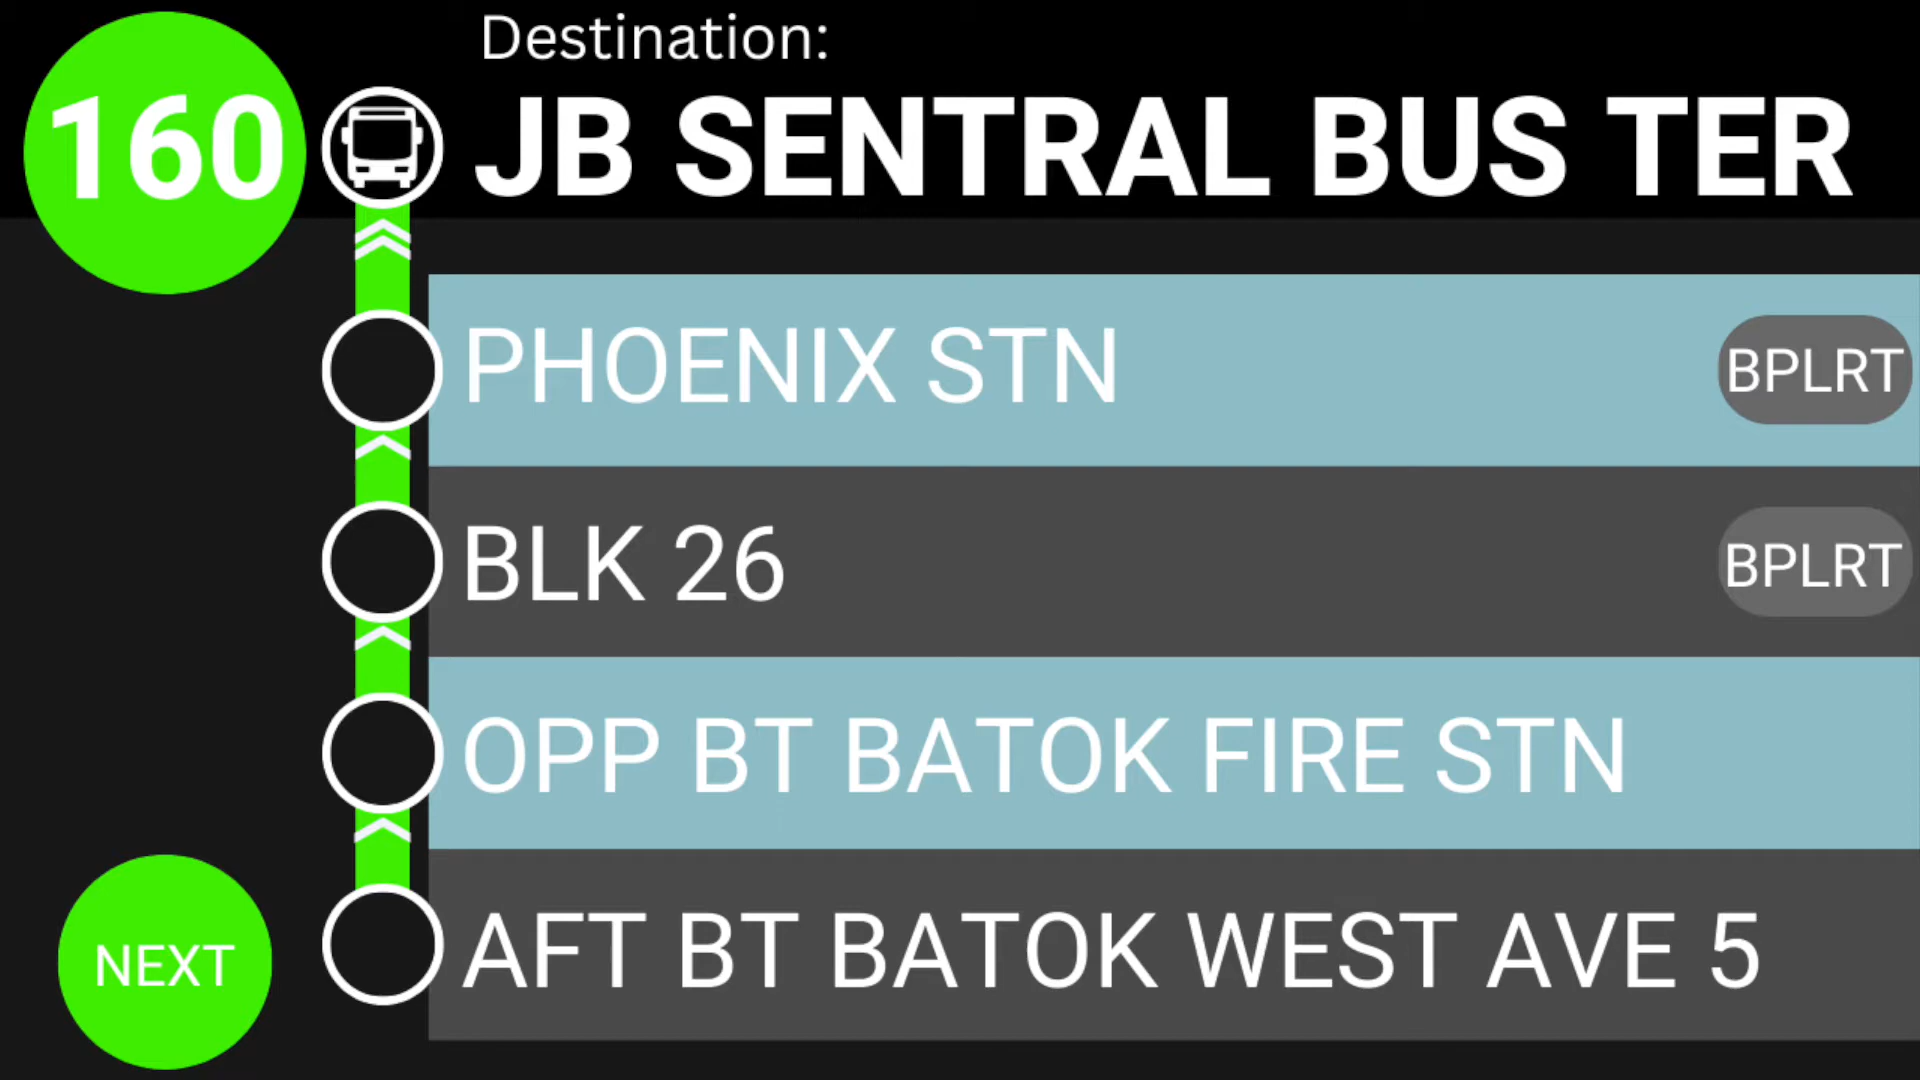 Destination:
160 JB SENTRAL BUS TER
PHOENIX STN BPLRT
BLK 26 BPLRT
OPP BT BATOK FIRE STN
NEXT AFT BT BATOK WEST AVE 5